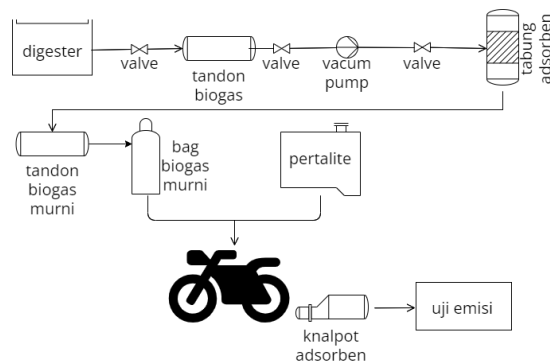 digester
valve
tandon
biogas
valve
vacum
pump
valve
tabung
adsorben
tandon
biogas
murni
bag
biogas
murni
pertalite
knalpot
adsorben
uji emisi